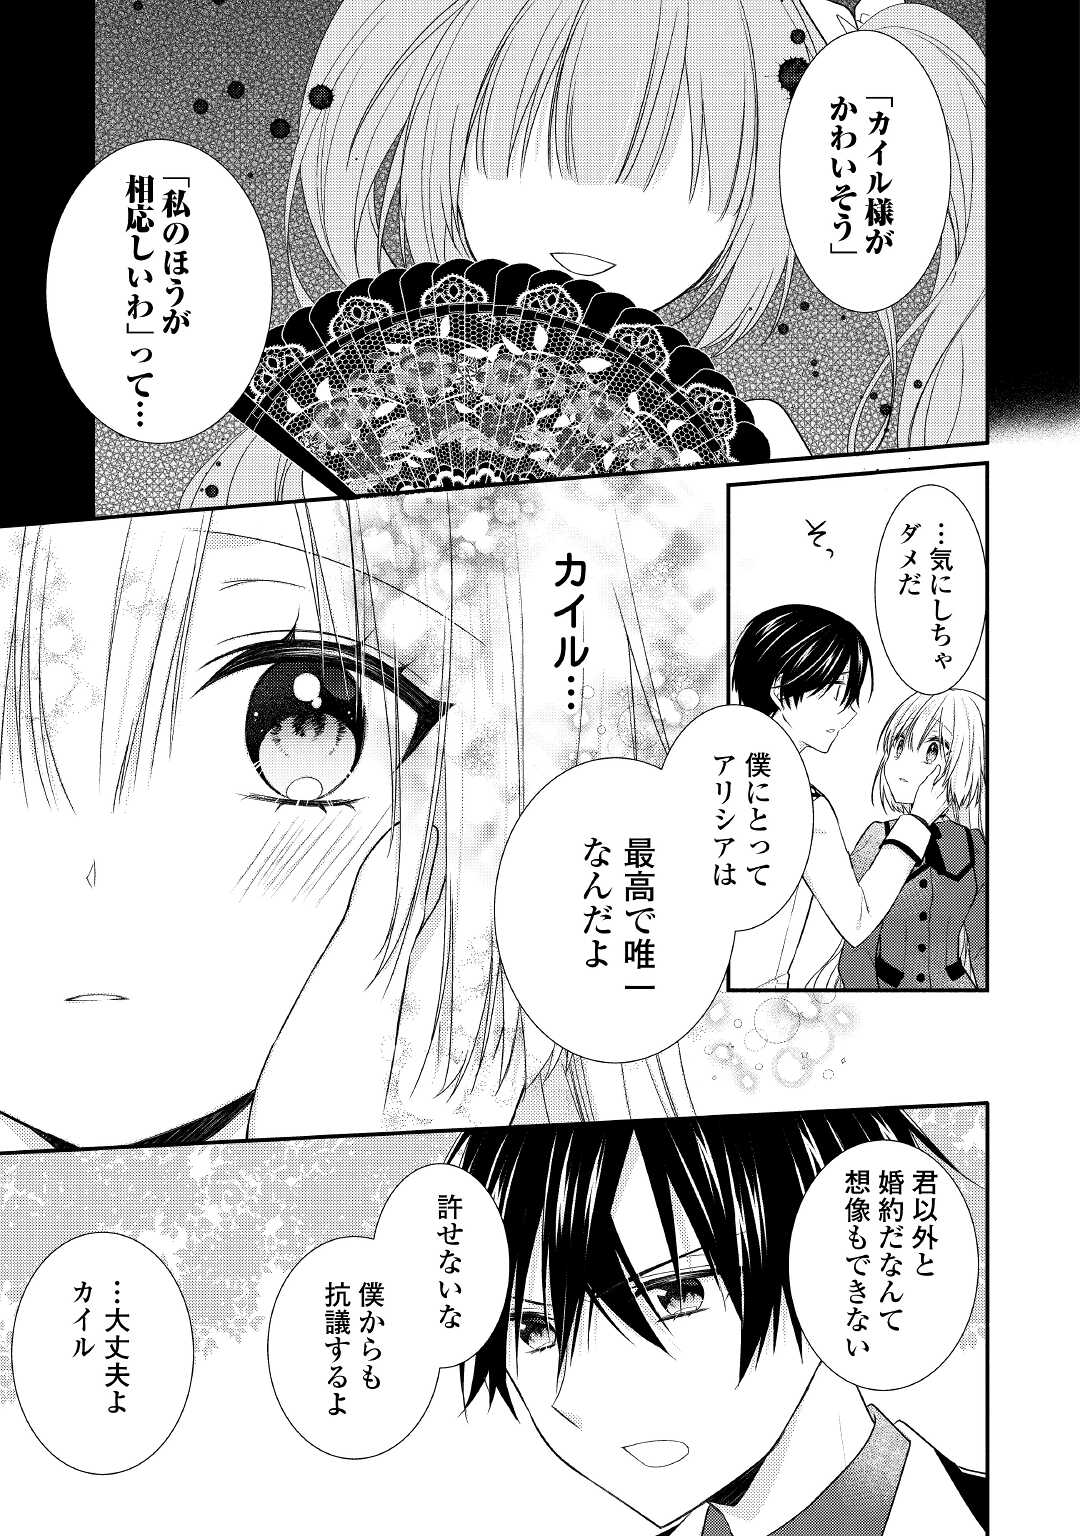 「カイル様が
かわいそう」
「私のほうが
相応しいわ」って…
…気にしちゃ
ダメだ
そっ
僕にとって
アリシアは
最高で唯一
なんだよ
カイル…
君以外と
婚約だなんて
想像もできない
許せないな
僕からも
抗議するよ
…大丈夫よ
カイル